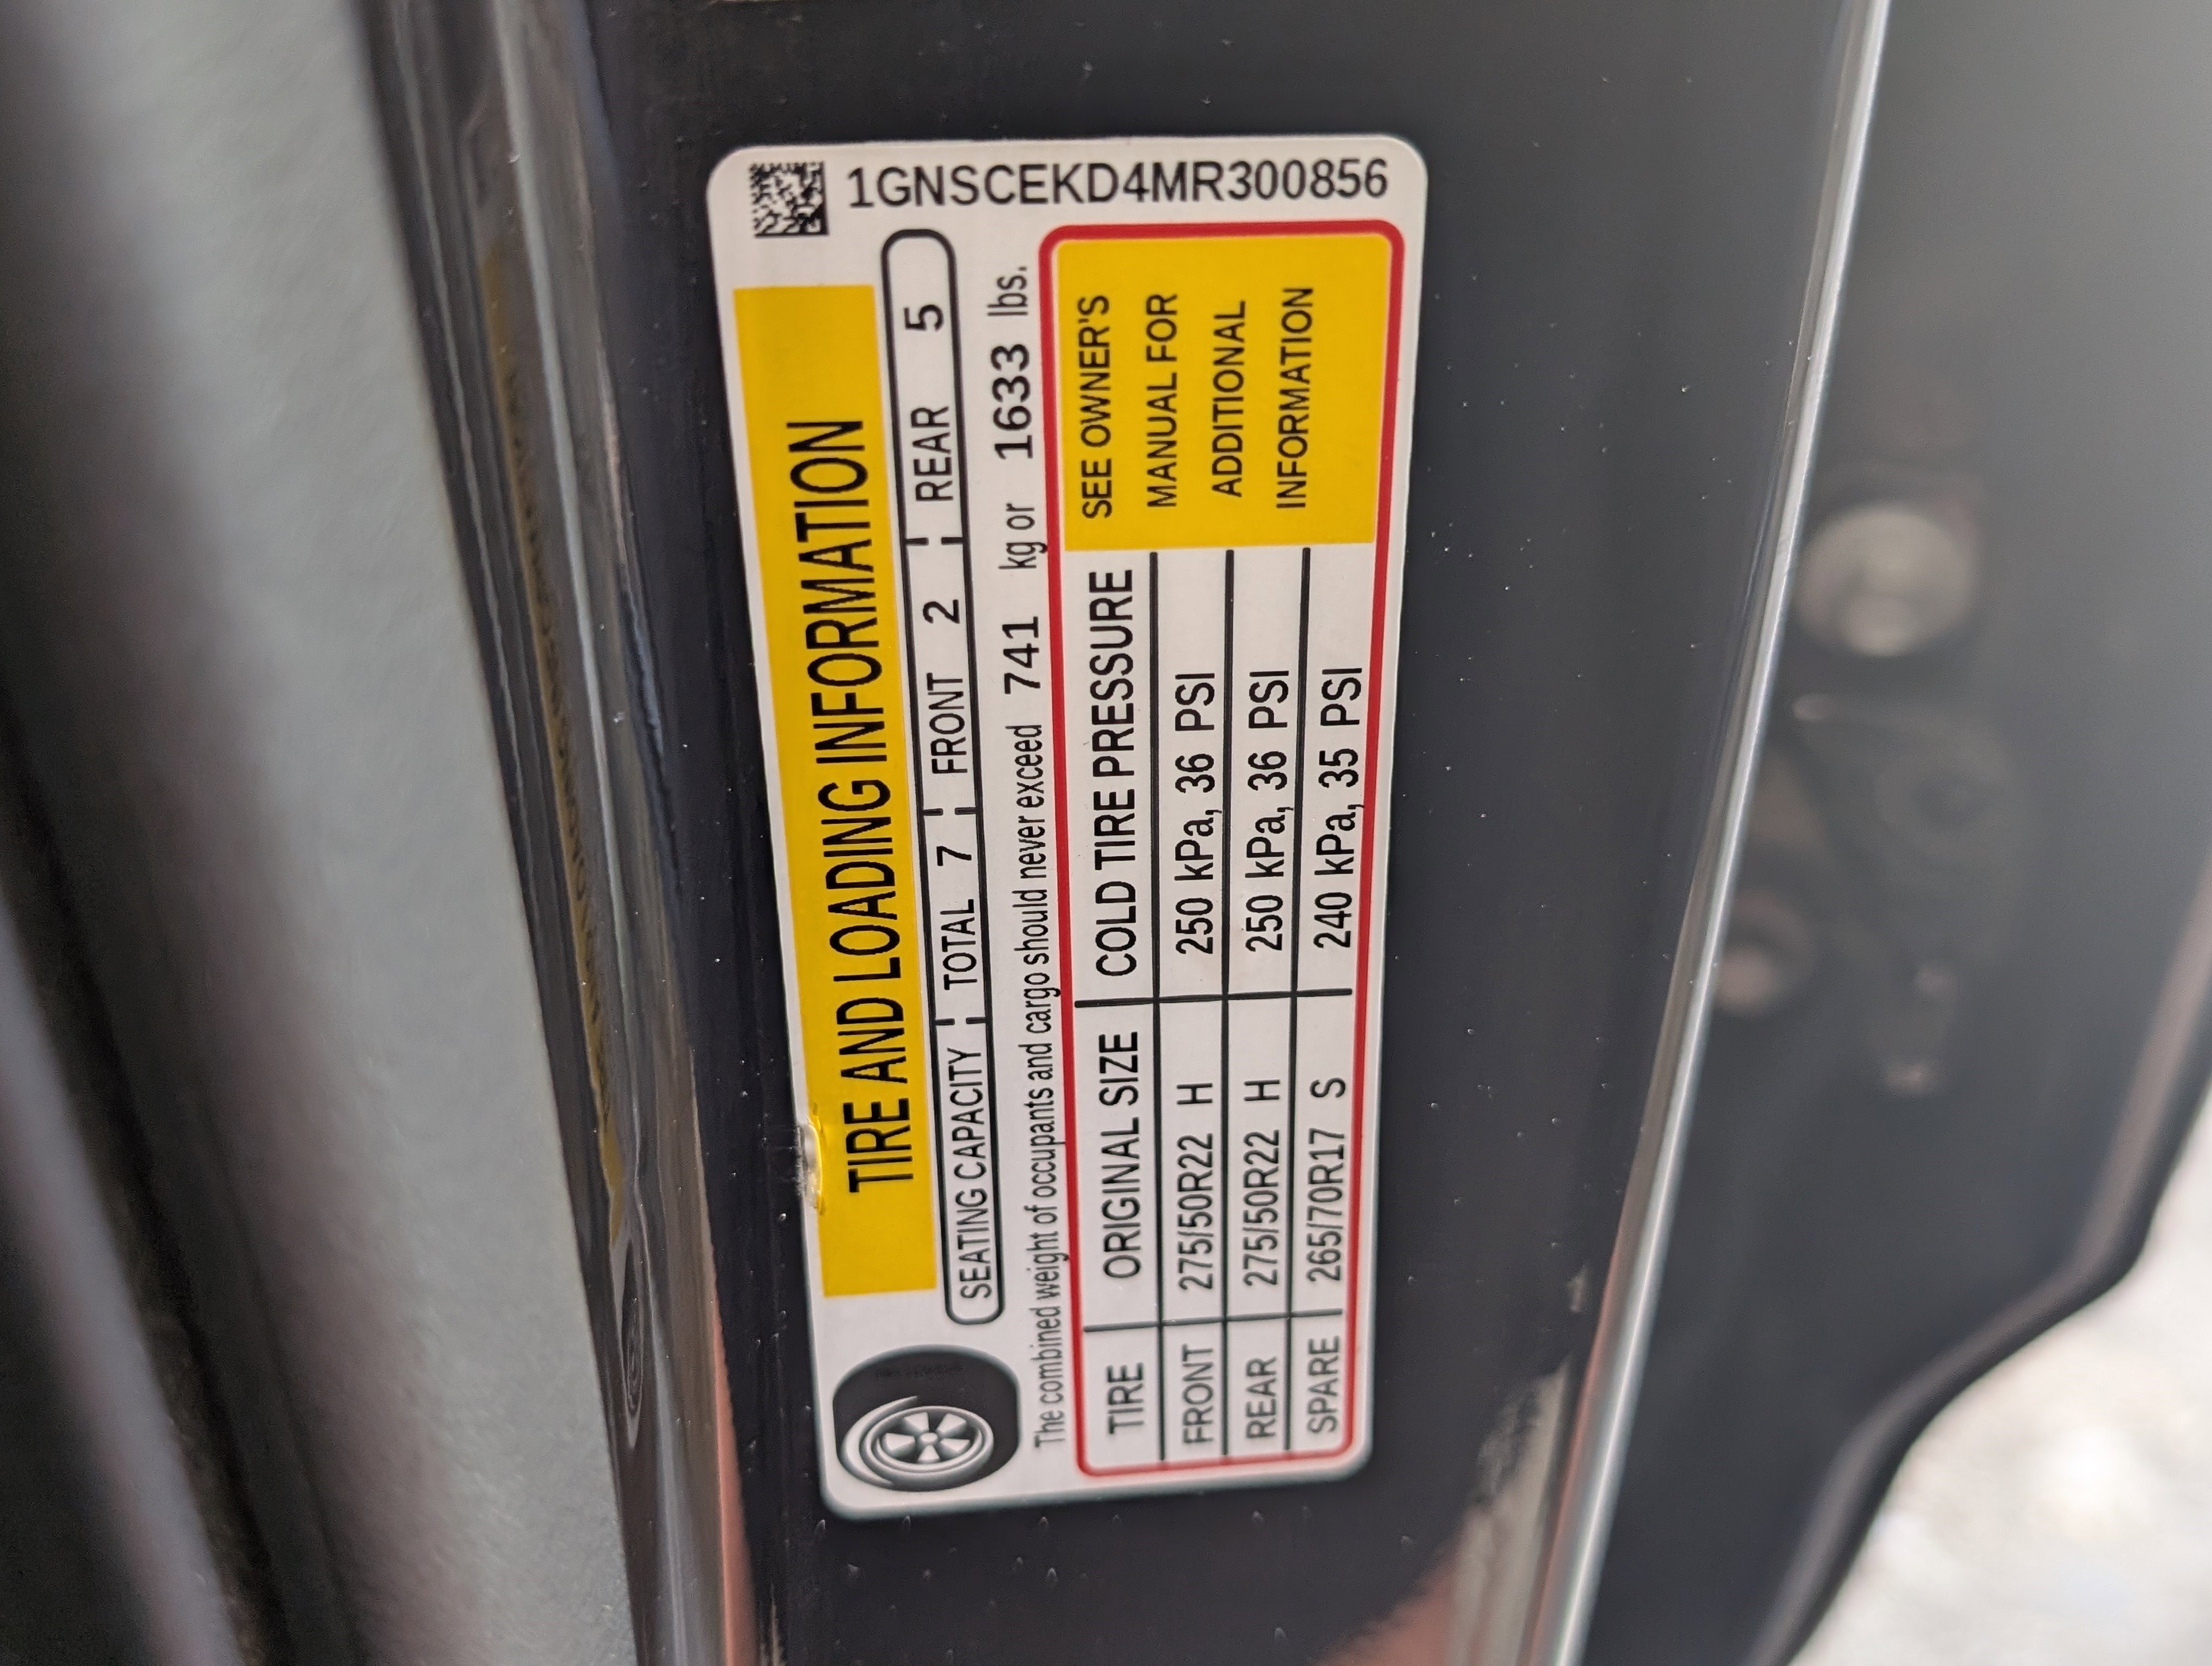 1GNSCEKD4MR300856
TIRE AND LOADING INFORMATION
SEATING CAPACITY TOTAL 7 FRONT 2 REAR 5
The combined weight of occupants and cargo should never exceed 741 kg or 1633 lbs.
TIRE ORIGINAL SIZE COLD TIRE PRESSURE
FRONT 275/50R22 H 250 kPa, 36 PSI
REAR 275/50R22 H 250 kPa, 36 PSI
SPARE 265/70R17 S 240 kPa, 35 PSI
SEE OWNER'S
MANUAL FOR
ADDITIONAL
INFORMATION